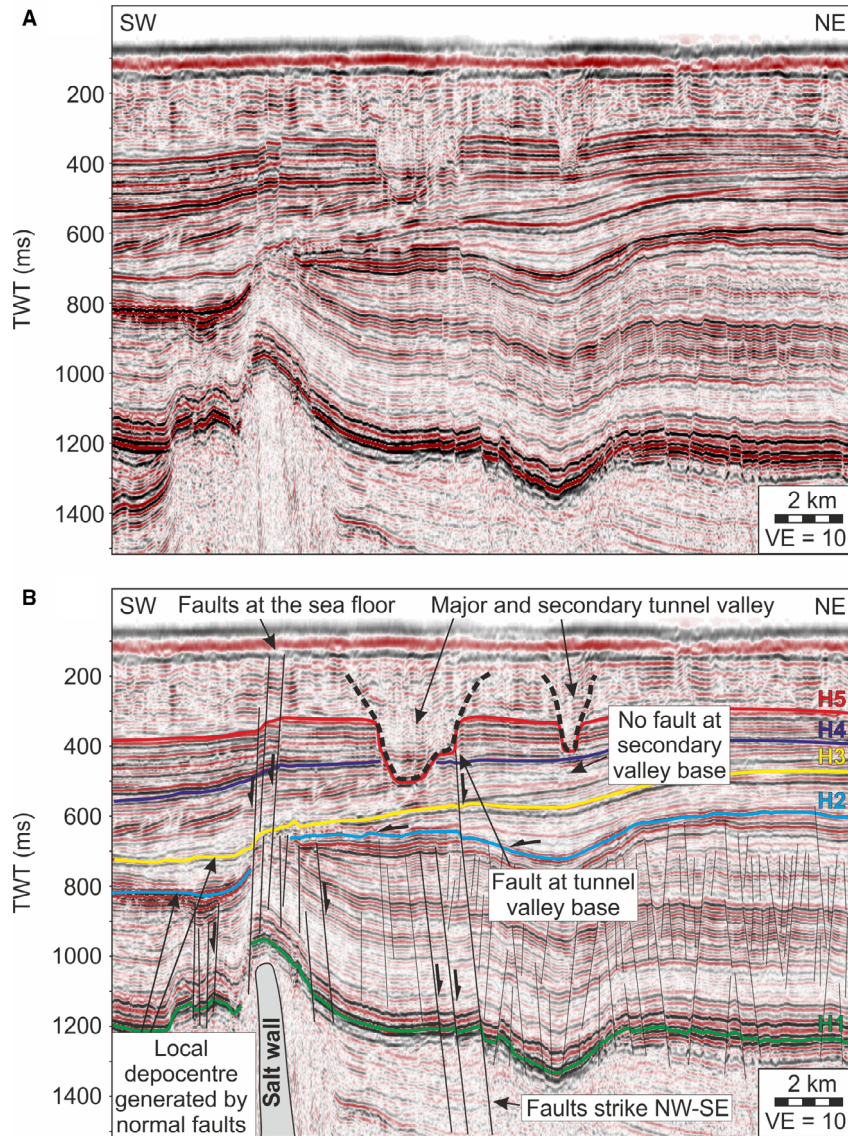 A
SW
NE
200
400
600
800
1000
1200
1400
TWT (ms)
2 km
VE = 10
B
SW
Faults at the sea floor
Major and secondary tunnel valley
NE
200
400
600
800
1000
1200
1400
TWT (ms)
H5
H4
H3
H2
H1
No fault at
secondary
valley base
Fault at tunnel
valley base
Local
depocentre
generated by
normal faults
Salt wall
Faults strike NW-SE
2 km
VE = 10